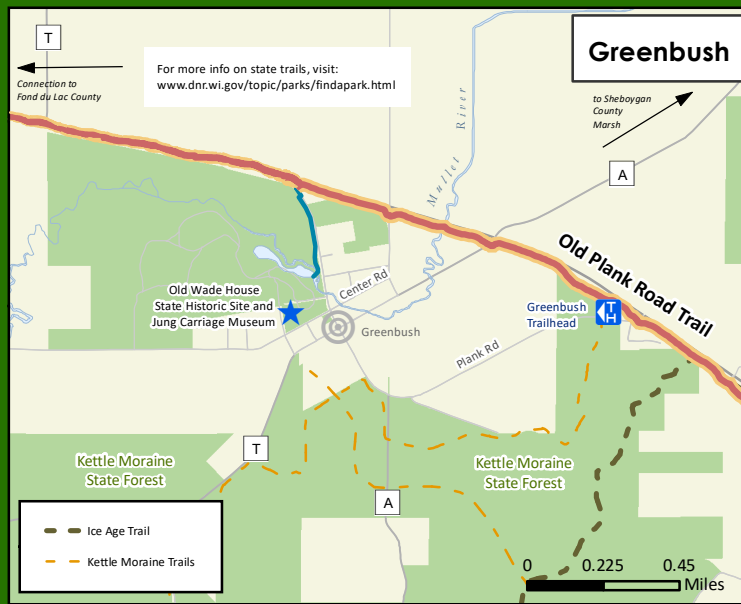 Greenbush
T
Connection to
Fond du Lac County
For more info on state trails, visit:
www.dnr.wi.gov/topic/parks/findapark.html
to Sheboygan
County
Marsh
Mullet River
A
Old Plank Road Trail
Old Wade House
State Historic Site and
Jung Carriage Museum
Center Rd
Greenbush
Greenbush
Trailhead
T
H
Plank Rd
T
Kettle Moraine
State Forest
Kettle Moraine
State Forest
A
Ice Age Trail
Kettle Moraine Trails
0 0.225 0.45
Miles